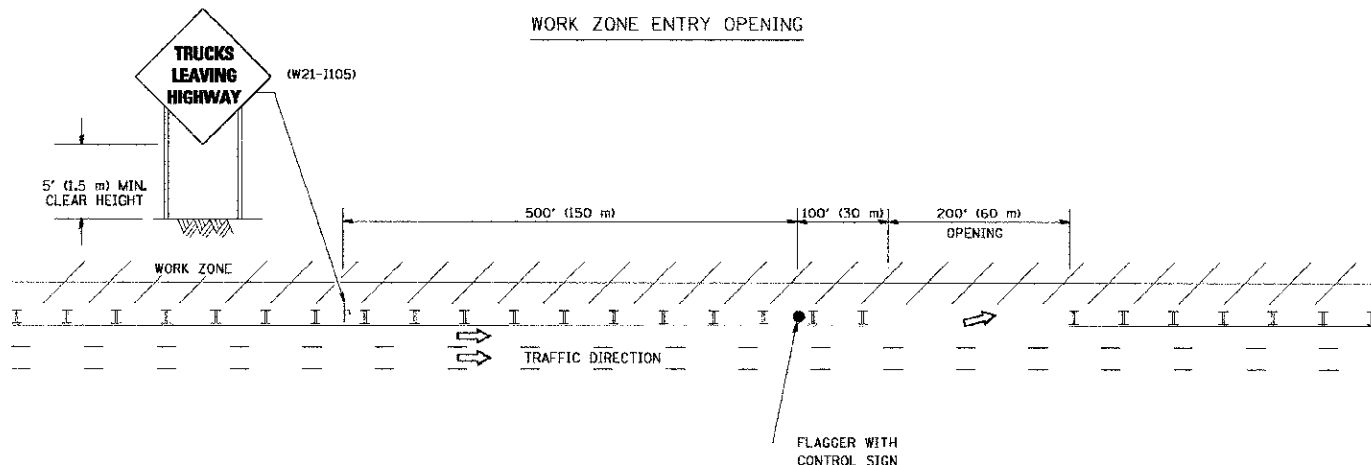 WORK ZONE ENTRY OPENING
TRUCKS
LEAVING
HIGHWAY
(W21-I105)
5' (1.5 m) MIN.
CLEAR HEIGHT
500' (150 m)
100' (30 m)
200' (60 m)
OPENING
WORK ZONE
TRAFFIC DIRECTION
FLAGGER WITH
CONTROL SIGN